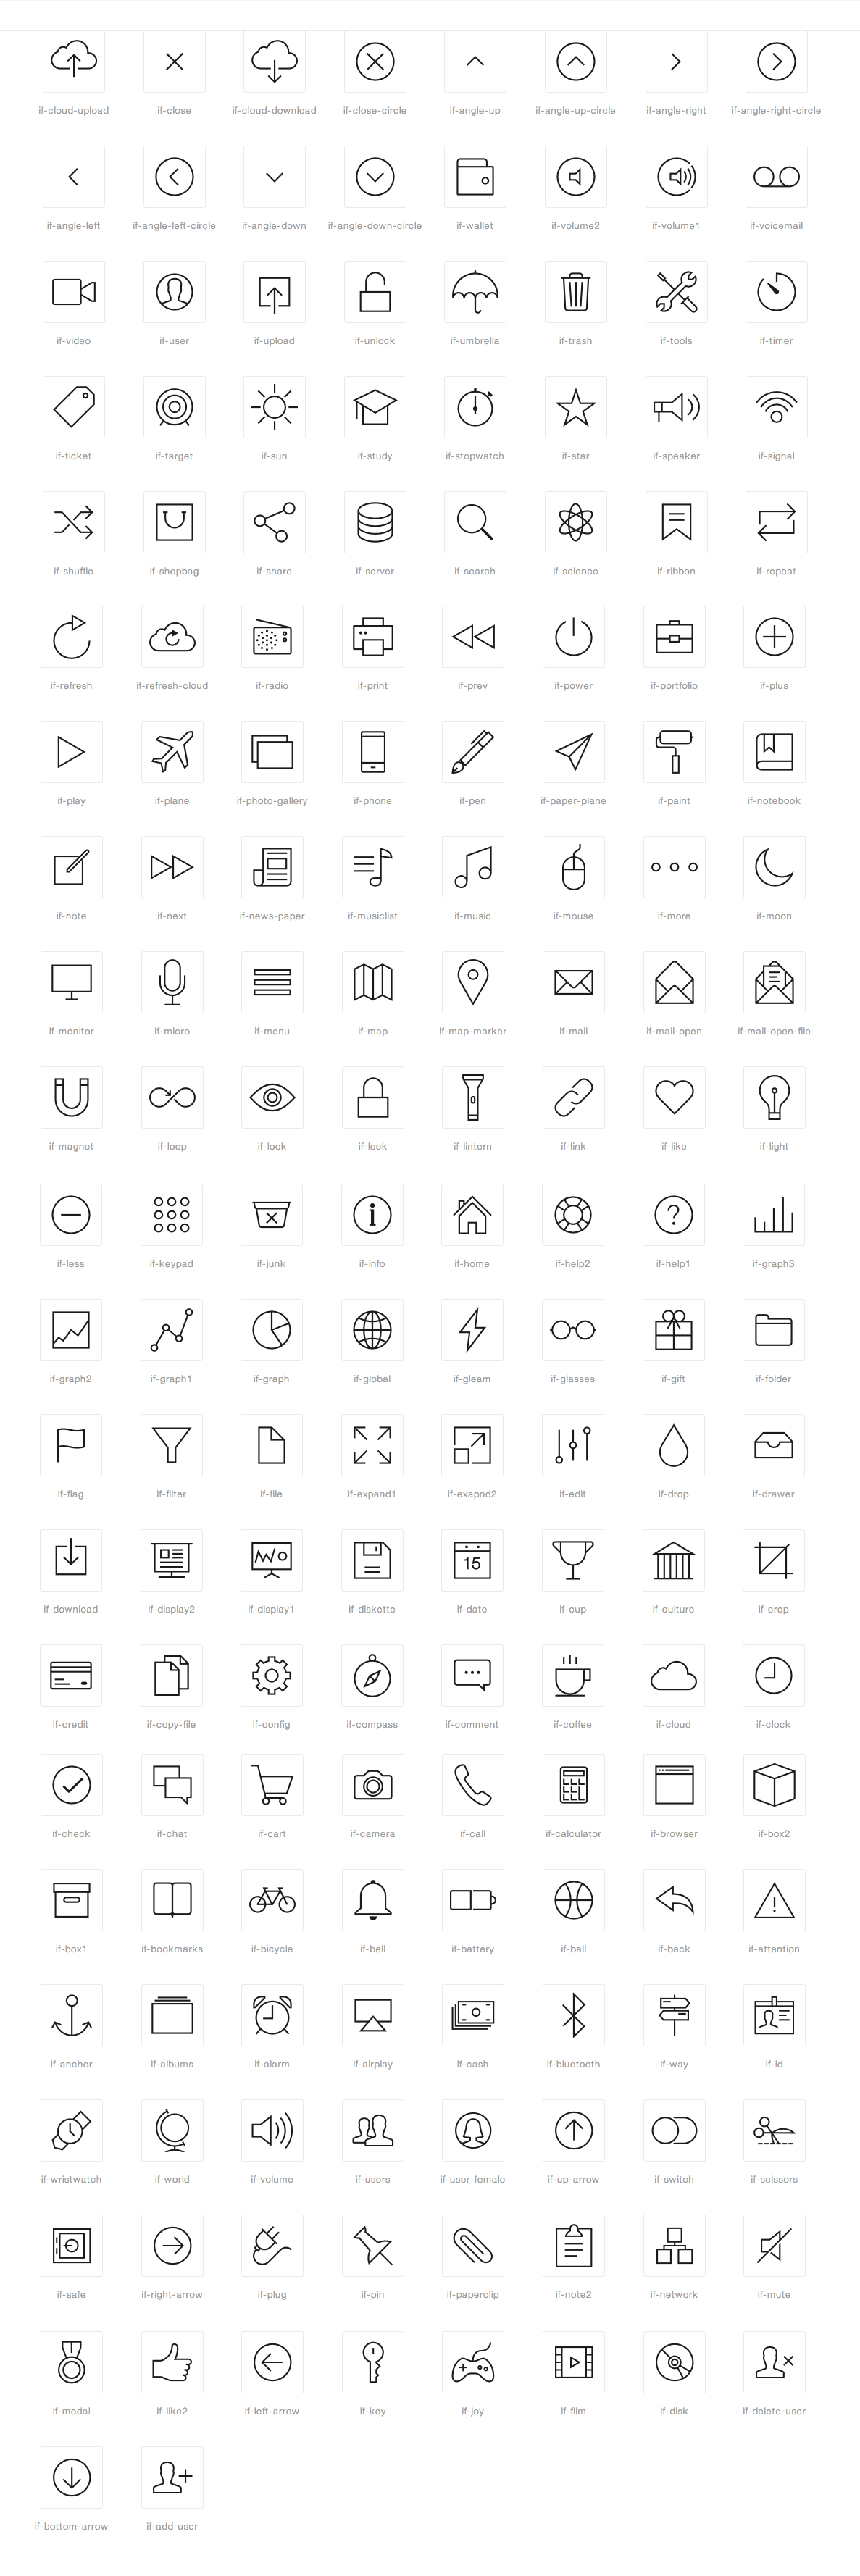 if-cloud-upload if-close if-cloud-download if-close-circle if-angle-up if-angle-up-circle if-angle-right if-angle-right-circle
if-angle-left if-angle-left-circle if-angle-down if-angle-down-circle if-wallet if-volume2 if-volume1 if-voicemail
if-video if-user if-upload if-unlock if-umbrella if-trash if-tools if-timer
if-ticket if-target if-sun if-study if-stopwatch if-star if-speaker if-signal
if-shuffle if-shopbag if-share if-server if-search if-science if-ribbon if-repeat
if-refresh if-refresh-cloud if-radio if-print if-prev if-power if-portfolio if-plus
if-play if-plane if-photo-gallery if-phone if-pen if-paper-plane if-paint if-notebook
if-note if-next if-news-paper if-musiclist if-music if-mouse if-more if-moon
if-monitor if-micro if-menu if-map if-map-marker if-mail if-mail-open if-mail-open-file
if-magnet if-loop if-look if-lock if-lintern if-link if-like if-light
if-less if-keypad if-junk if-info if-home if-help2 if-help1 if-graph3
if-graph2 if-graph1 if-graph if-global if-gleam if-glasses if-gift if-folder
if-flag if-filter if-file if-expand1 if-exapnd2 if-edit if-drop if-drawer
15
if-download if-display2 if-display1 if-diskette if-date if-cup if-culture if-crop
if-credit if-copy-file if-config if-compass if-comment if-coffee if-cloud if-clock
if-check if-chat if-cart if-camera if-call if-calculator if-browser if-box2
if-box1 if-bookmarks if-bicycle if-bell if-battery if-ball if-back if-attention
if-anchor if-albums if-alarm if-airplay if-cash if-bluetooth if-way if-id
if-wristwatch if-world if-volume if-users if-user-female if-up-arrow if-switch if-scissors
if-safe if-right-arrow if-plug if-pin if-paperclip if-note2 if-network if-mute
if-medal if-like2 if-left-arrow if-key if-joy if-film if-disk if-delete-user
if-bottom-arrow if-add-user